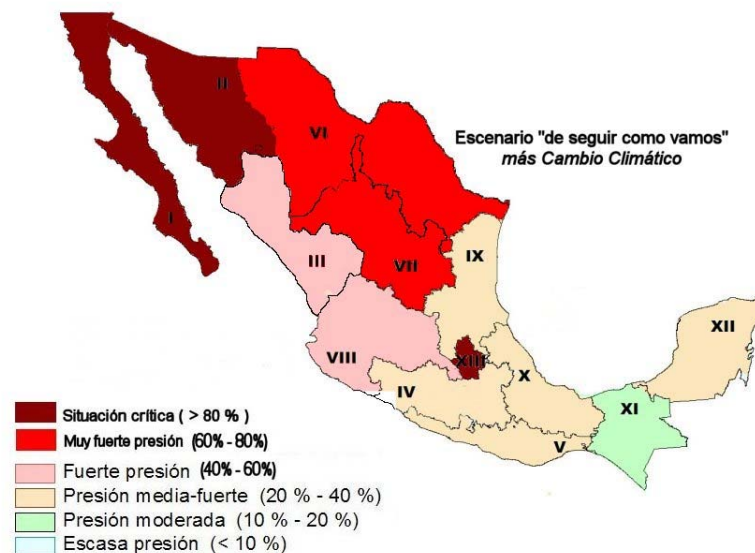 II
VI
Escenario "de seguir como vamos"
más Cambio Climático
I
III
VII
IX
XII
VIII
XIII
X
IV
XI
V
Situación crítica ( > 80 % )
Muy fuerte presión (60% - 80%)
Fuerte presión (40% - 60%)
Presión media-fuerte (20 % - 40 %)
Presión moderada (10 % - 20 %)
Escasa presión (< 10 %)